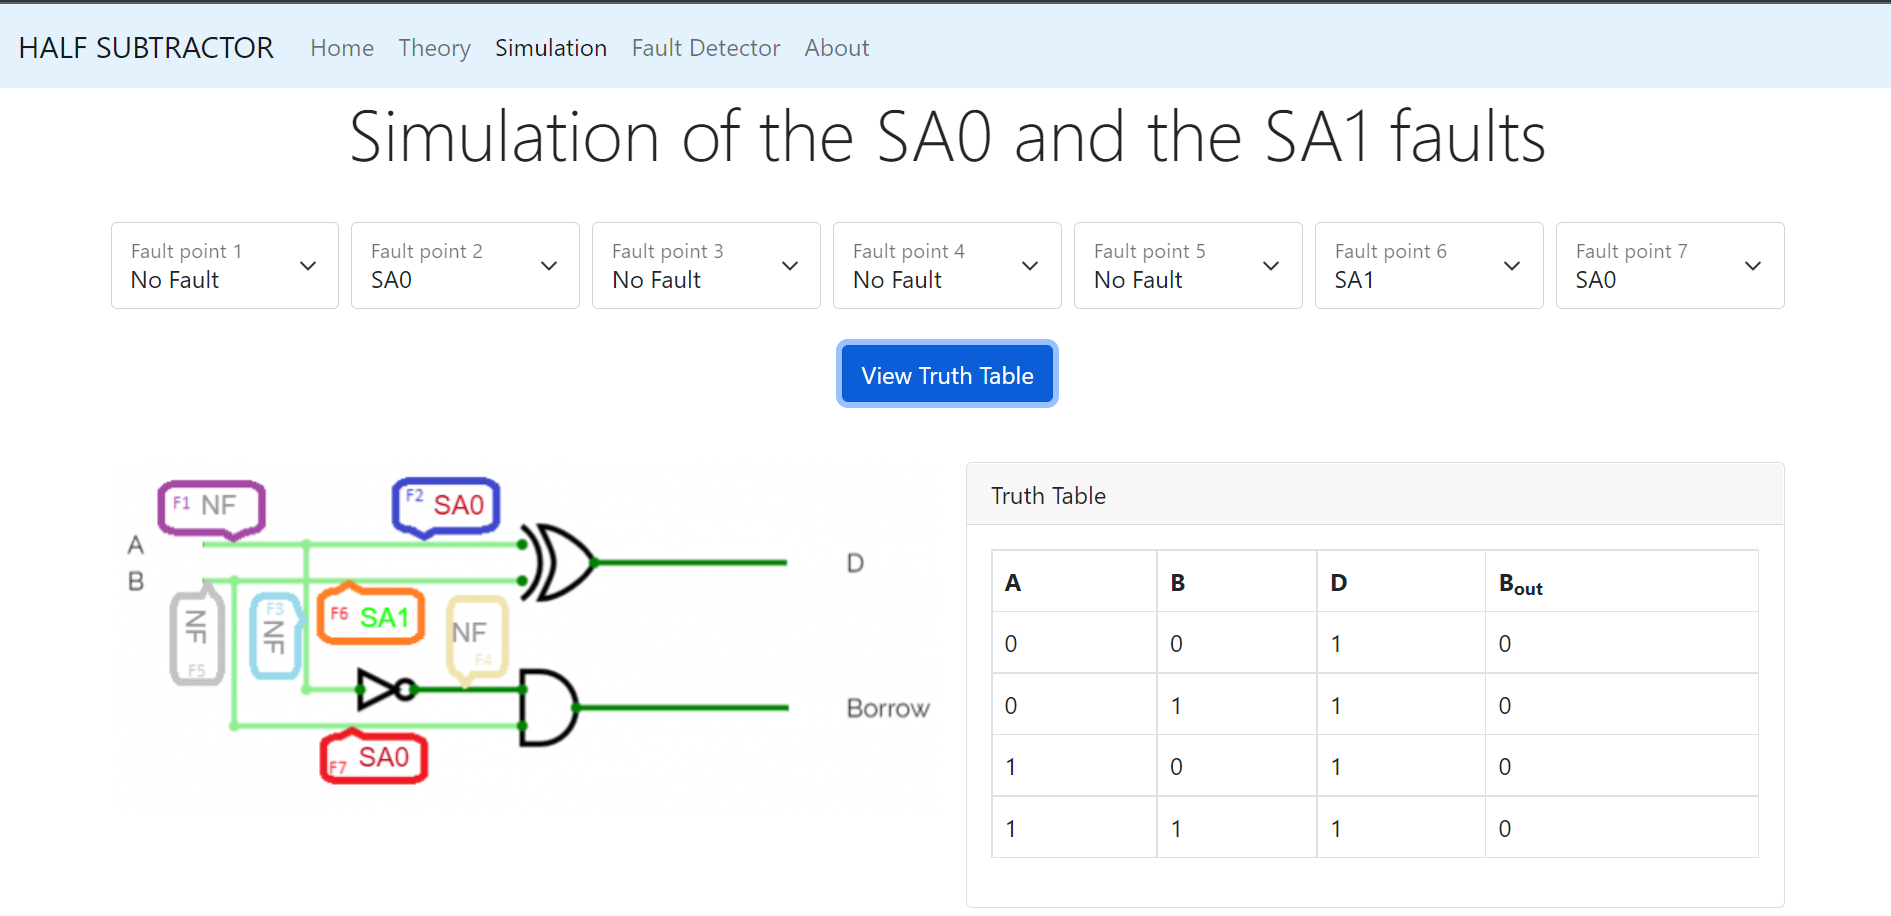 HALF SUBTRACTOR Home Theory Simulation Fault Detector About
Simulation of the SA0 and the SA1 faults
Fault point 1
No Fault
Fault point 2
SA0
Fault point 3
No Fault
Fault point 4
No Fault
Fault point 5
No Fault
Fault point 6
SA1
Fault point 7
SA0
View Truth Table
F1 NF
F2 SA0
A
B
D
NF F5
F3 NF
F6 SA1
NF F4
Borrow
F7 SA0
Truth Table
A B D Bout
0 0 1 0
0 1 1 0
1 0 1 0
1 1 1 0